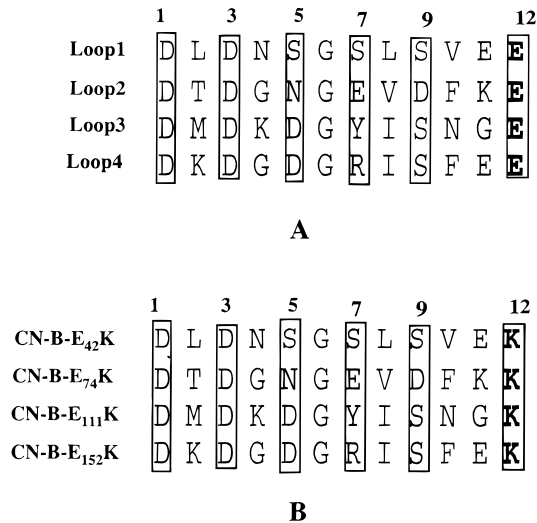 1 3 5 7 9 12
Loop1 D L D N S G S L S V E E
Loop2 D T D G N G E V D F K E
Loop3 D M D K D G Y I S N G E
Loop4 D K D G D G R I S F E E
A
1 3 5 7 9 12
CN-B-E42K D L D N S G S L S V E K
CN-B-E74K D T D G N G E V D F K K
CN-B-E111K D M D K D G Y I S N G K
CN-B-E152K D K D G D G R I S F E K
B